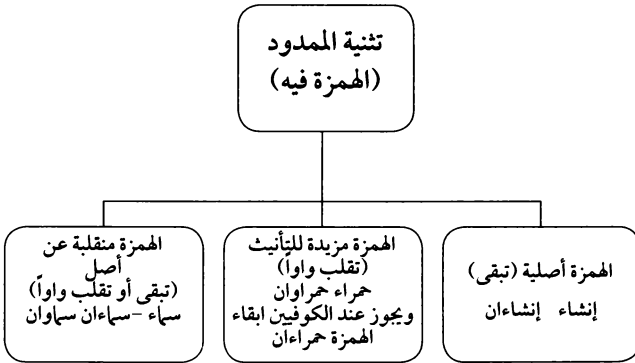 تثنية الممدود
(الهمزة فيه)
الهمزة أصلية (تبقى)
إنشاء إنشاءان
الهمزة مزيدة للتأنيث
(تقلب واواً)
حمراء حمراوان
ويجوز عند الكوفيين ابقاء
الهمزة حمراءان
الهمزة منقلبة عن
أصل
(تبقى أو تقلب واواً)
سماء -سماءان سماوان